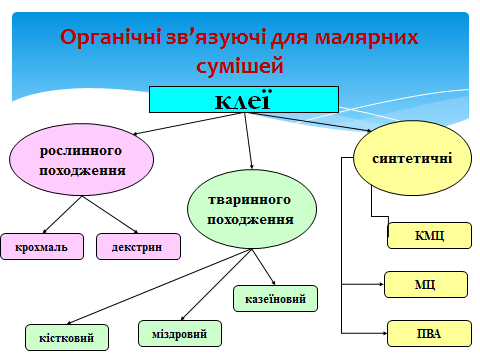 Органічні зв’язуючі для малярних
сумішей
клеї
рослинного
походження
тваринного
походження
синтетичні
крохмаль
декстрин
кістковий
міздровий
казеїновий
КМЦ
МЦ
ПВА